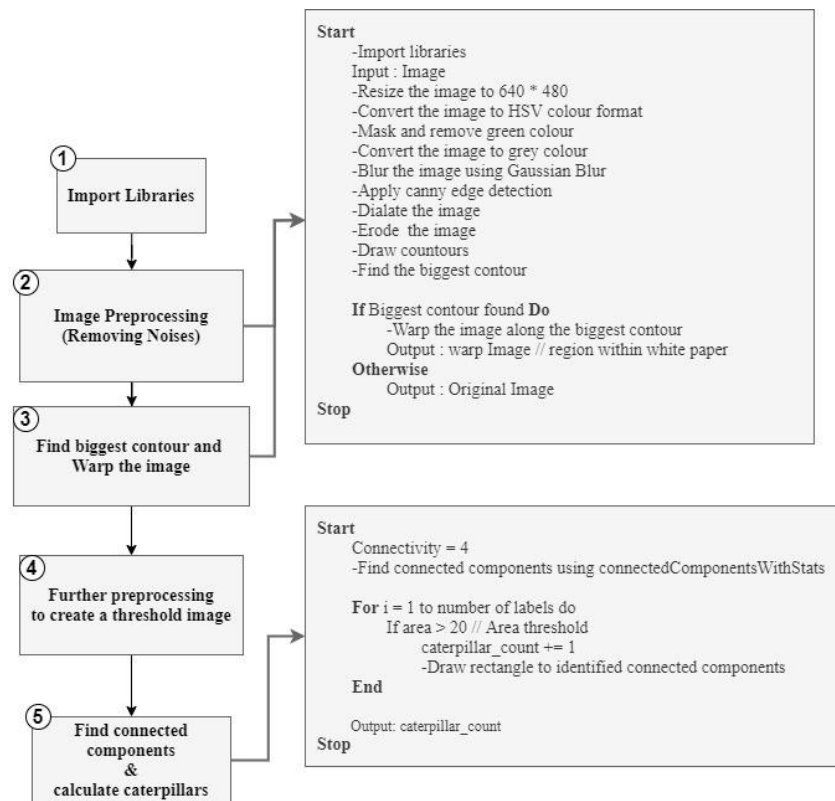 1
Import Libraries
2
Image Preprocessing
(Removing Noises)
3
Find biggest contour and
Warp the image
4
Further preprocessing
to create a threshold image
5
Find connected
components
&
calculate caterpillars
Start
-Import libraries
Input : Image
-Resize the image to 640 * 480
-Convert the image to HSV colour format
-Mask and remove green colour
-Convert the image to grey colour
-Blur the image using Gaussian Blur
-Apply canny edge detection
-Dialate the image
-Erode the image
-Draw countours
-Find the biggest contour
If Biggest contour found Do
-Warp the image along the biggest contour
Output : warp Image // region within white paper
Otherwise
Output : Original Image
Stop
Start
Connectivity = 4
-Find connected components using connectedComponentsWithStats
For i = 1 to number of labels do
If area > 20 // Area threshold
caterpillar_count += 1
-Draw rectangle to identified connected components
End
Output: caterpillar_count
Stop